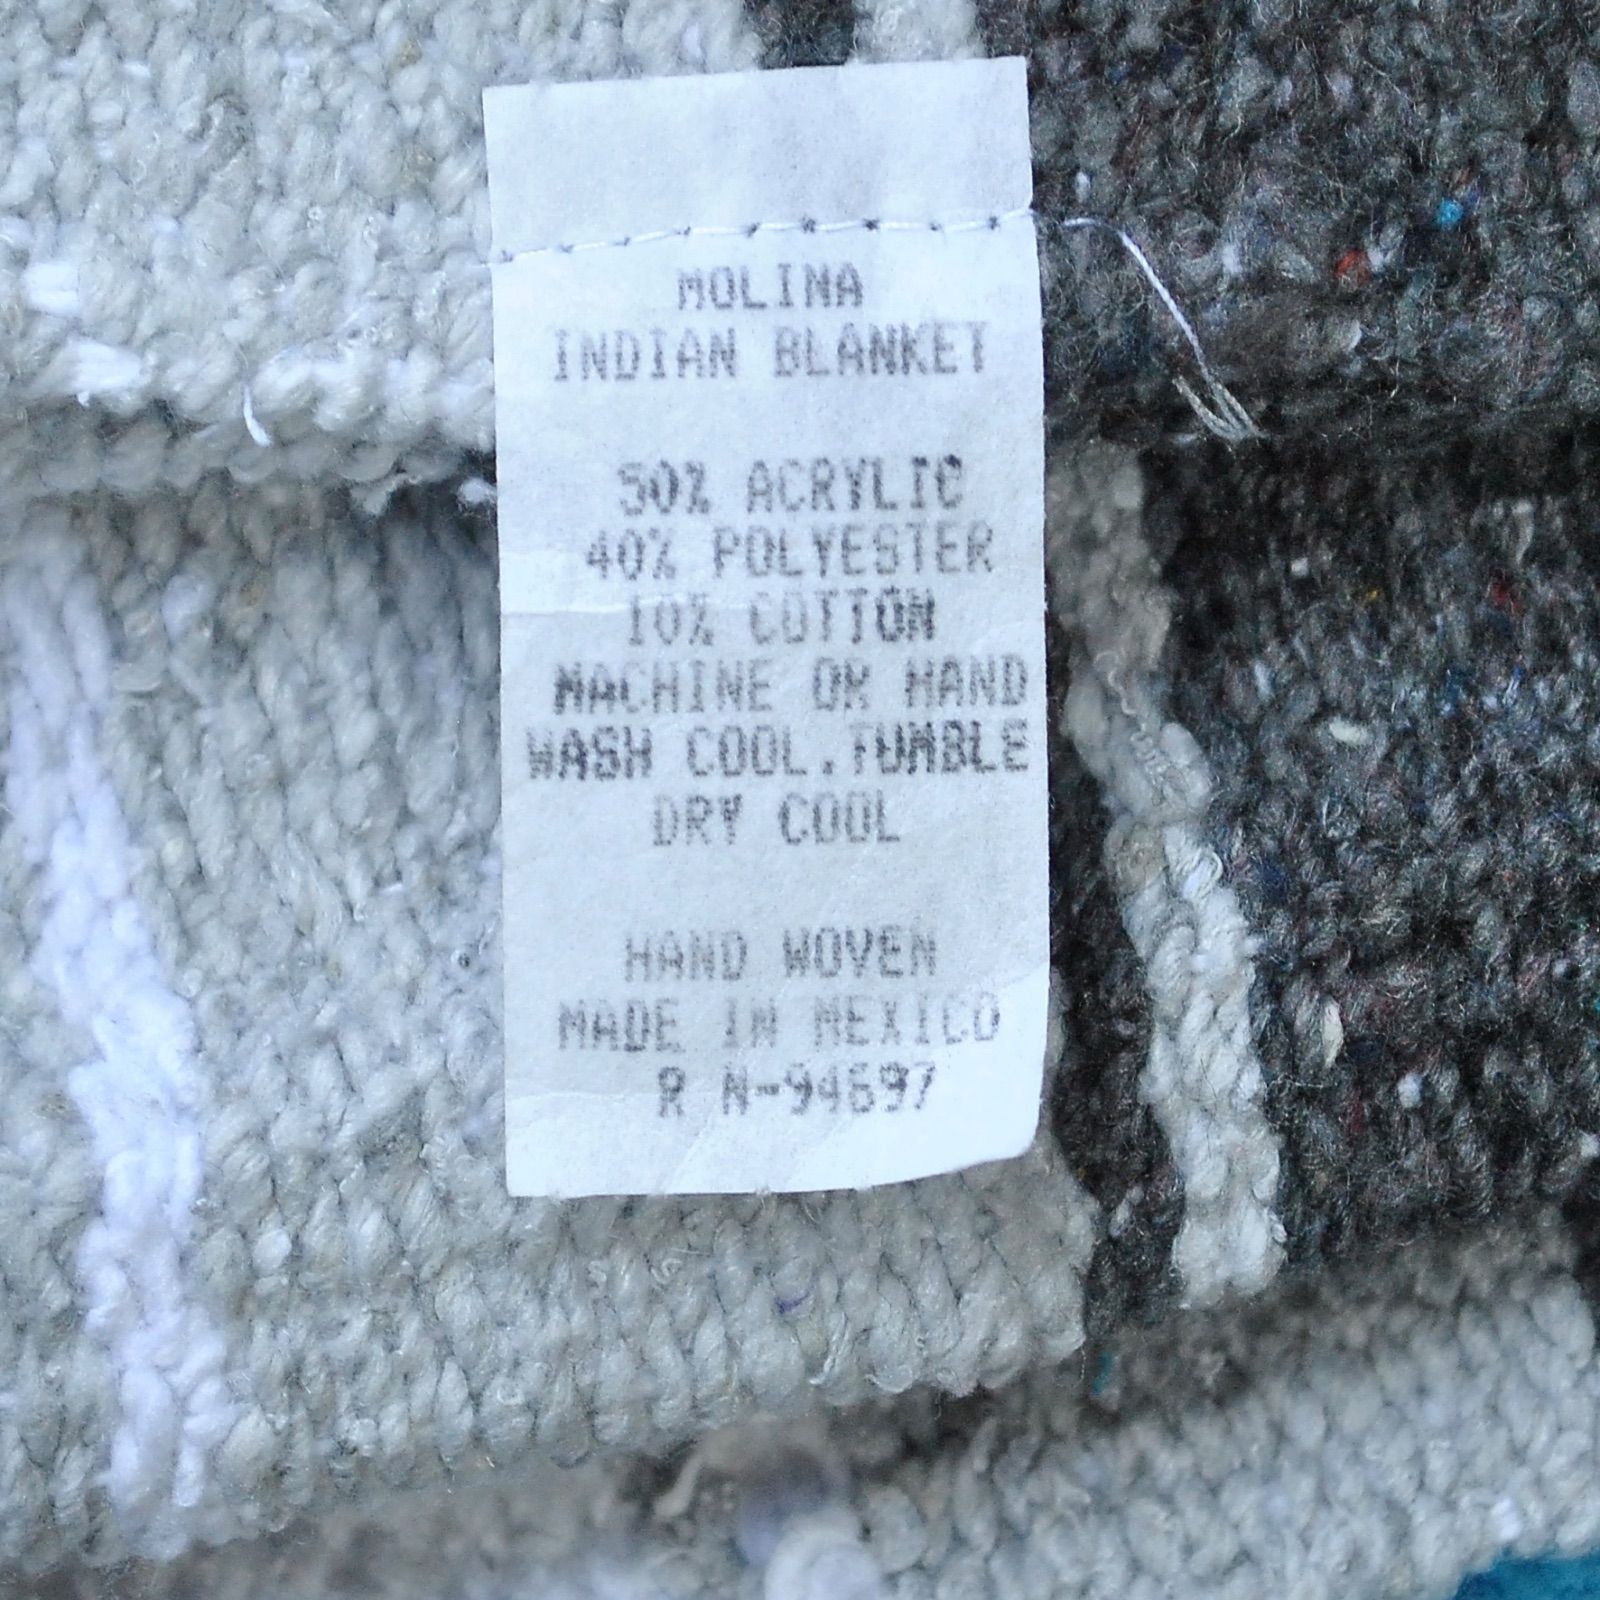 MOLINA
INDIAN BLANKET
50% ACRYLIC
40% POLYESTER
10% COTTON
MACHINE OR HAND
WASH COOL.TUMBLE
DRY COOL
HAND WOVEN
MADE IN MEXICO
R N-94697